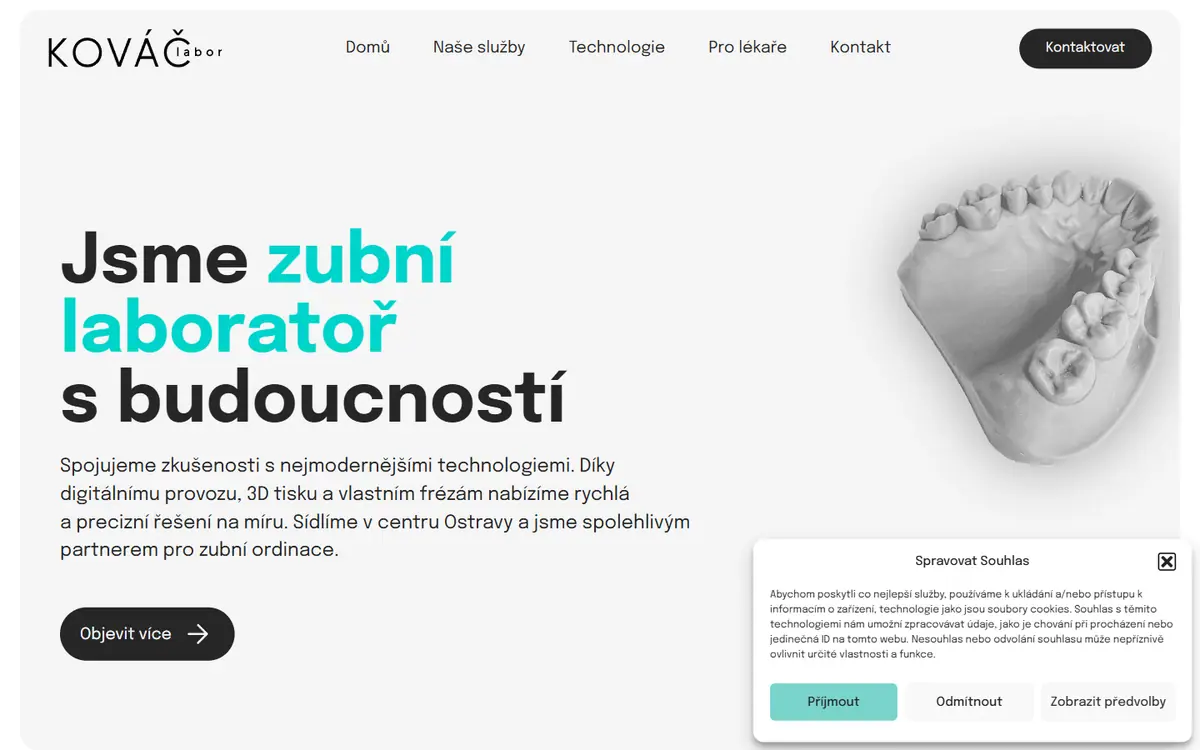 KOVÁČ labor
Domů
Naše služby
Technologie
Pro lékaře
Kontakt
Kontaktovat
Jsme zubní
laboratoř
s budoucností
Spojujeme zkušenosti s nejmodernějšími technologiemi. Díky
digitálnímu provozu, 3D tisku a vlastním frézám nabízíme rychlá
a precizní řešení na míru. Sídlíme v centru Ostravy a jsme spolehlivým
partnerem pro zubní ordinace.
Objevit více
Spravovat Souhlas
Abychom poskytli co nejlepší služby, používáme k ukládání a/nebo přístupu k
informacím o zařízení, technologie jako jsou soubory cookies. Souhlas s těmito
technologiemi nám umožní zpracovávat údaje, jako je chování při procházení nebo
jedinečná ID na tomto webu. Nesouhlas nebo odvolání souhlasu může nepříznivě
ovlivnit určité vlastnosti a funkce.
Příjmout
Odmítnout
Zobrazit předvolby